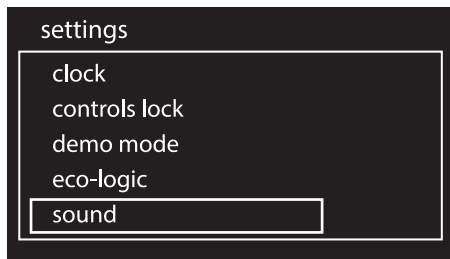 settings
clock
controls lock
demo mode
eco-logic
sound